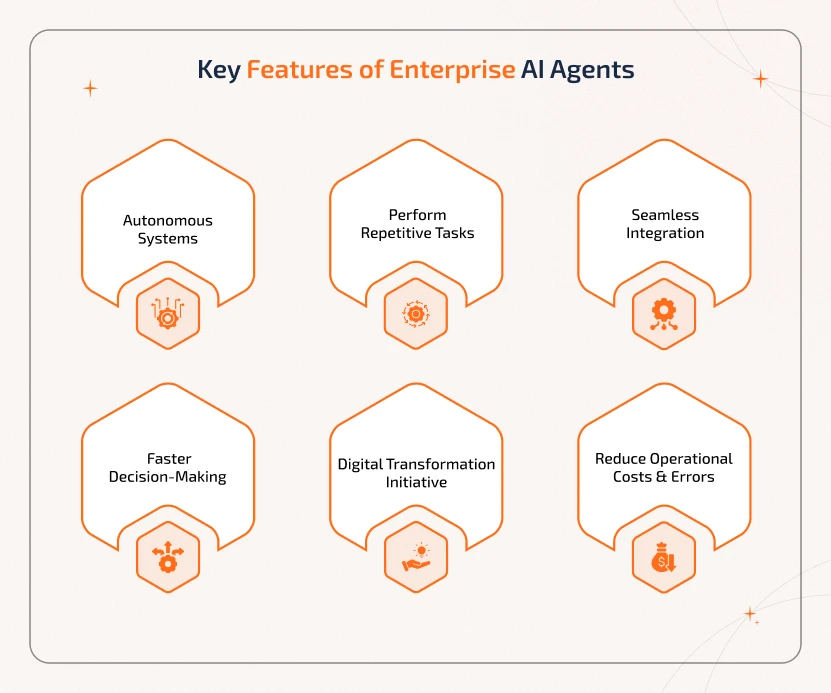 Key Features of Enterprise AI Agents
Autonomous
Systems
Perform
Repetitive Tasks
Seamless
Integration
Faster
Decision-Making
Digital Transformation
Initiative
Reduce Operational
Costs & Errors
$